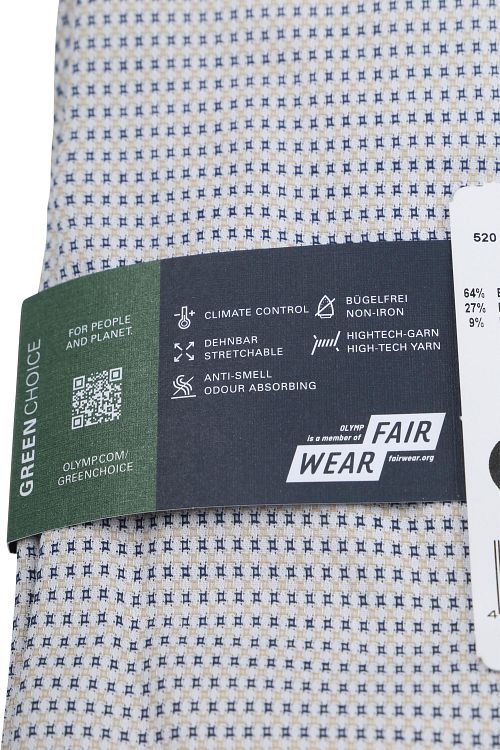 GREEN CHOICE
FOR PEOPLE
AND PLANET.
OLYMP.COM/
GREENCHOICE
CLIMATE CONTROL
DEHNBAR
STRETCHABLE
ANTI-SMELL
ODOUR ABSORBING
BÜGELFREI
NON-IRON
HIGHTECH-GARN
HIGH-TECH YARN
OLYMP
is a member of
FAIR
WEAR
fairwear.org
520
64%
27%
9%
4